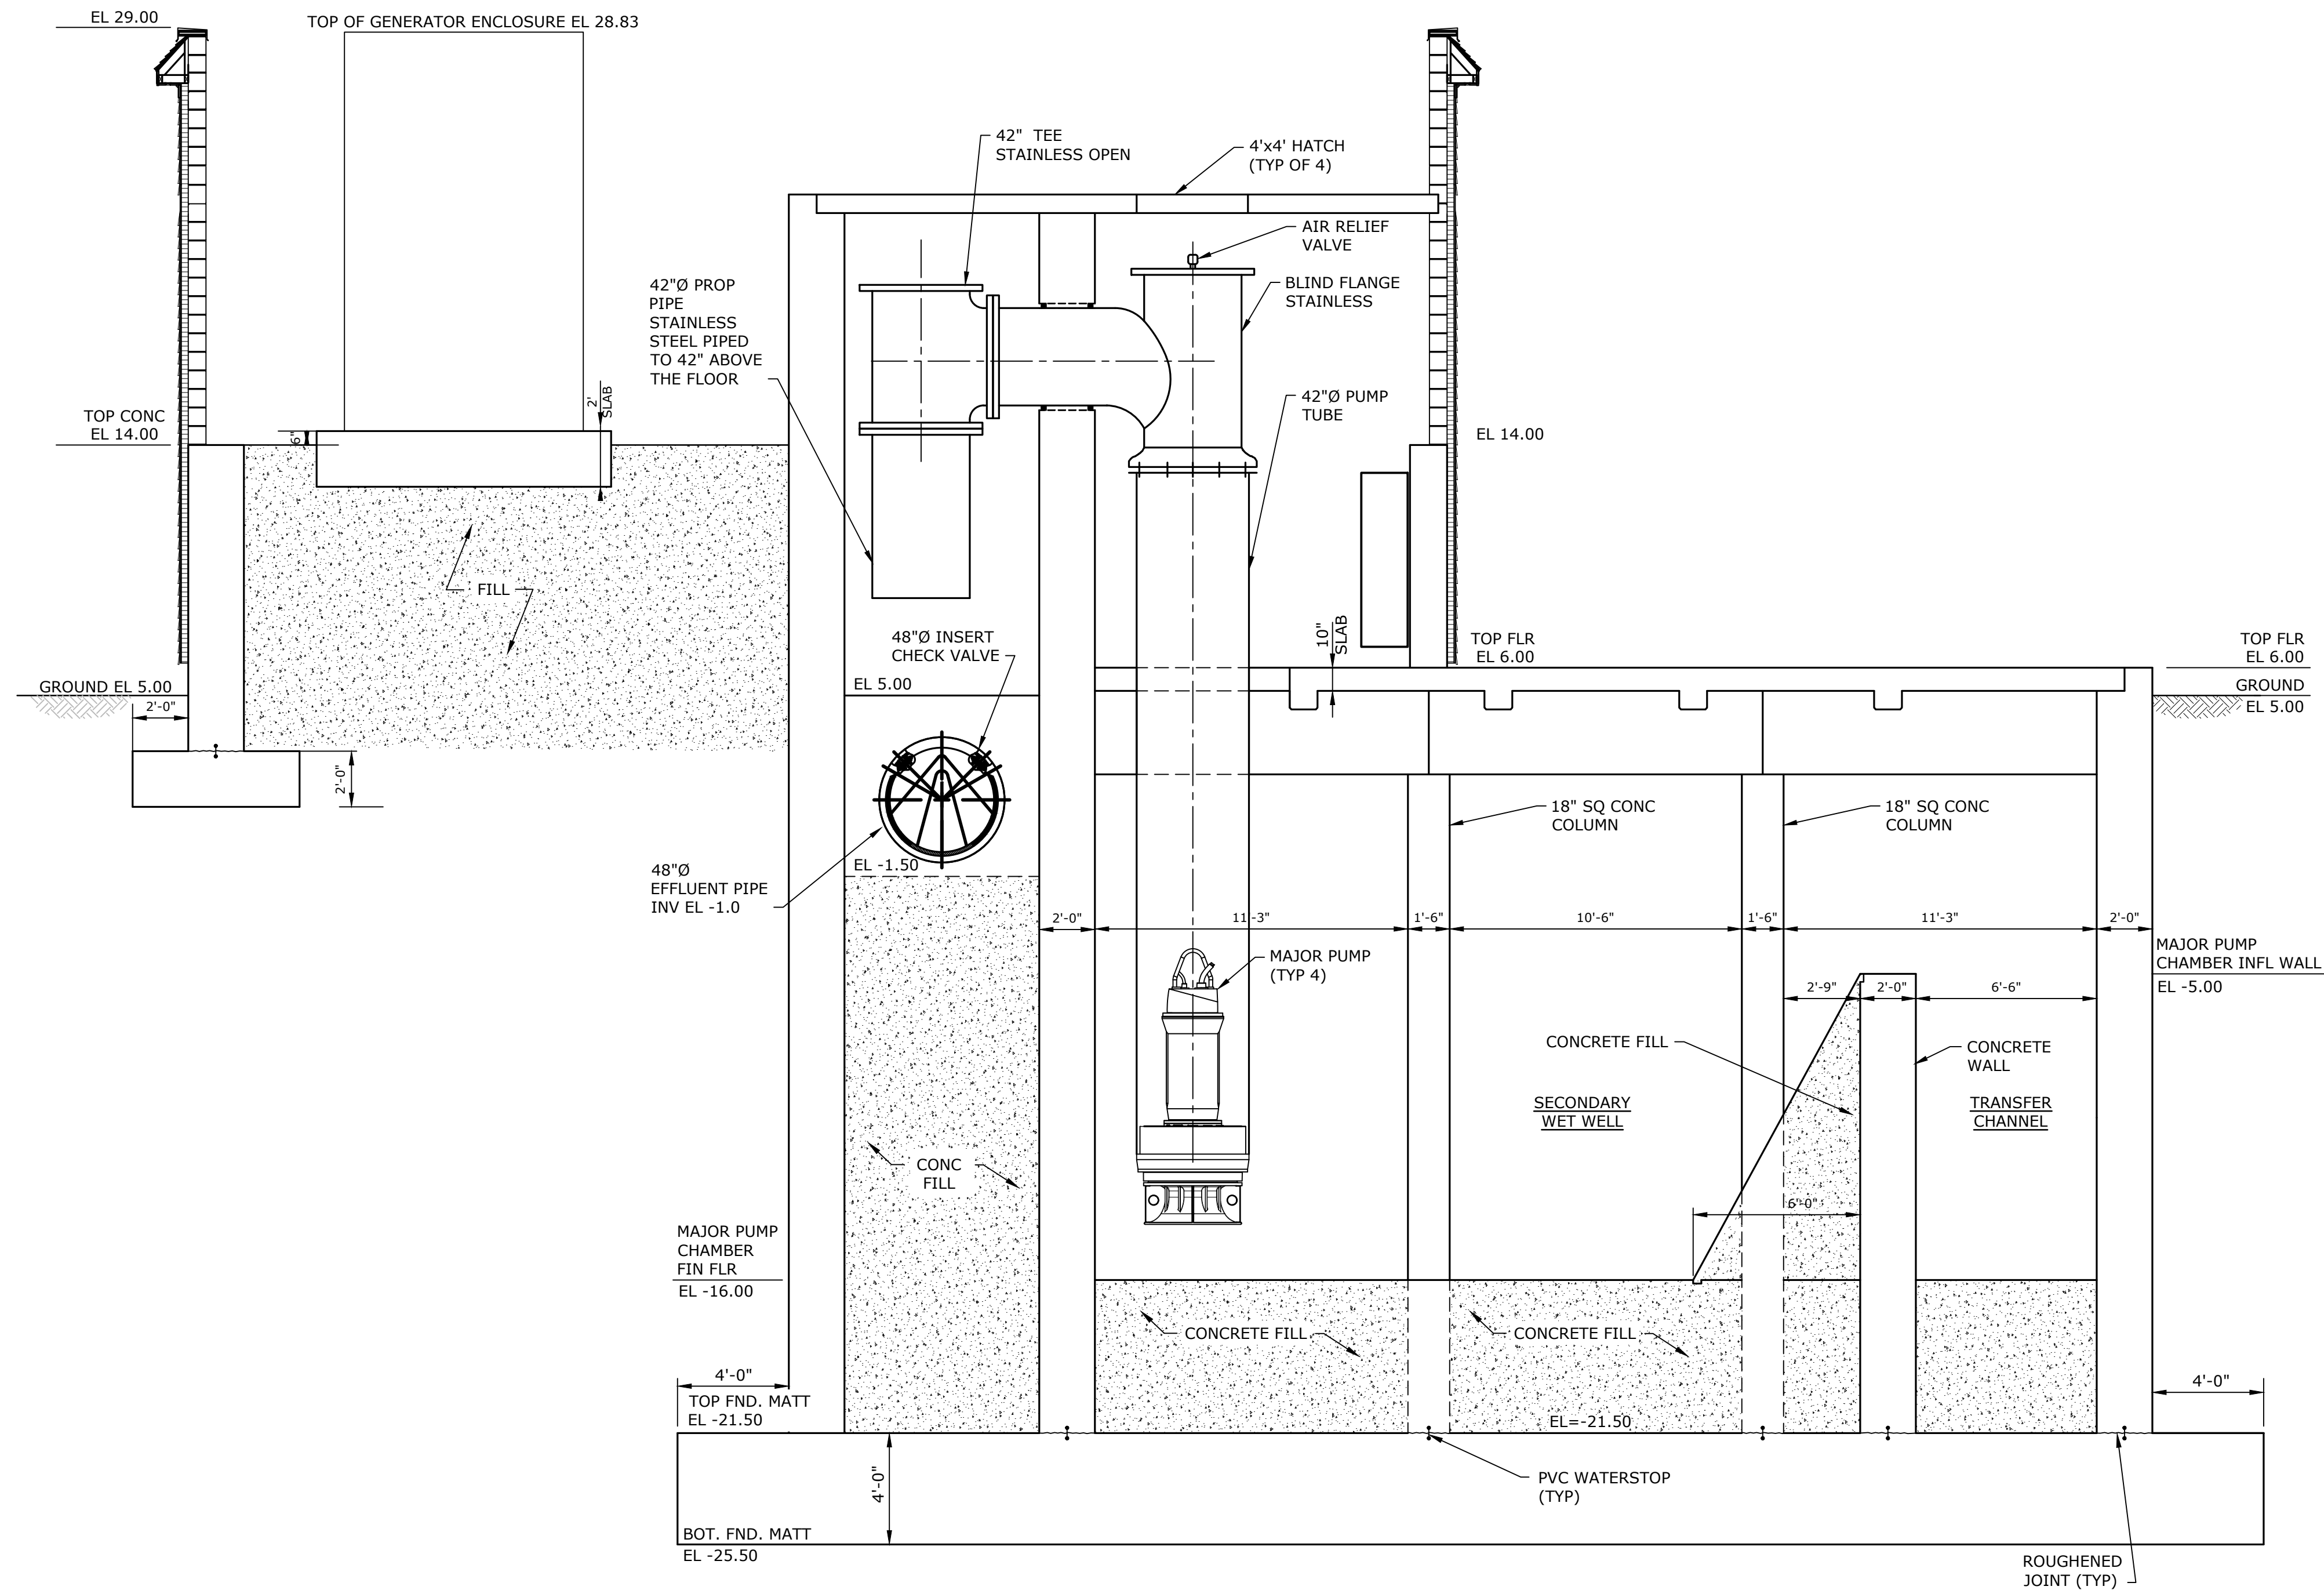 EL 29.00
TOP OF GENERATOR ENCLOSURE EL 28.83
42" TEE
STAINLESS OPEN
4'x4' HATCH
(TYP OF 4)
AIR RELIEF
VALVE
BLIND FLANGE
STAINLESS
42"Ø PROP
PIPE
STAINLESS
STEEL PIPED
TO 42" ABOVE
THE FLOOR
42"Ø PUMP
TUBE
2'
SLAB
6"
TOP CONC
EL 14.00
EL 14.00
FILL
48"Ø INSERT
CHECK VALVE
10"
SLAB
TOP FLR
EL 6.00
TOP FLR
EL 6.00
GROUND EL 5.00
EL 5.00
GROUND
EL 5.00
2'-0"
2'-0"
18" SQ CONC
COLUMN
18" SQ CONC
COLUMN
EL -1.50
48"Ø
EFFLUENT PIPE
INV EL -1.0
2'-0"
11'-3"
1'-6"
10'-6"
1'-6"
11'-3"
2'-0"
MAJOR PUMP
(TYP 4)
MAJOR PUMP
CHAMBER INFL WALL
EL -5.00
2'-9"
2'-0"
6'-6"
CONCRETE FILL
CONCRETE
WALL
SECONDARY
WET WELL
TRANSFER
CHANNEL
CONC
FILL
6'-0"
MAJOR PUMP
CHAMBER
FIN FLR
EL -16.00
CONCRETE FILL
CONCRETE FILL
4'-0"
4'-0"
TOP FND. MATT
EL -21.50
EL=-21.50
4'-0"
PVC WATERSTOP
(TYP)
BOT. FND. MATT
EL -25.50
ROUGHENED
JOINT (TYP)